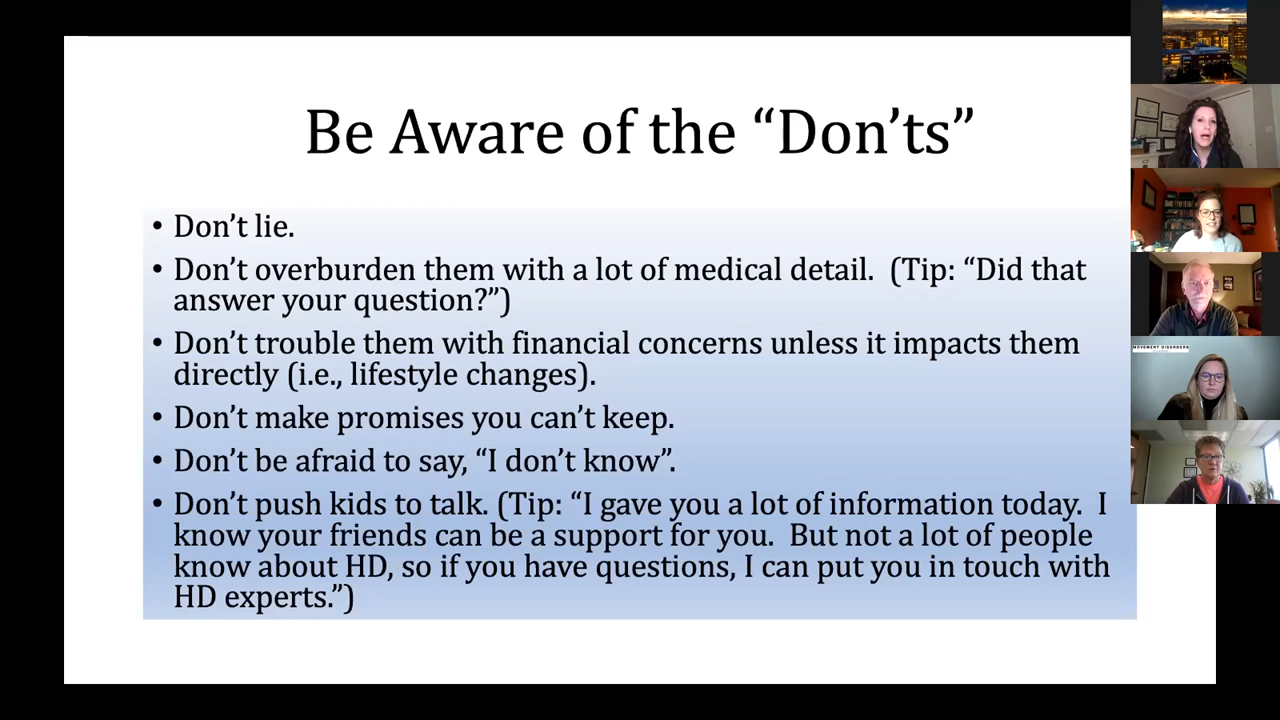 Be Aware of the “Don’ts”
• Don’t lie.
• Don’t overburden them with a lot of medical detail.  (Tip: “Did that
answer your question?”)
• Don’t trouble them with financial concerns unless it impacts them
directly (i.e., lifestyle changes).
• Don’t make promises you can’t keep.
• Don’t be afraid to say, “I don’t know”.
• Don’t push kids to talk. (Tip: “I gave you a lot of information today.  I
know your friends can be a support for you.  But not a lot of people
know about HD, so if you have questions, I can put you in touch with
HD experts.”)
MOVEMENT DISORDERS